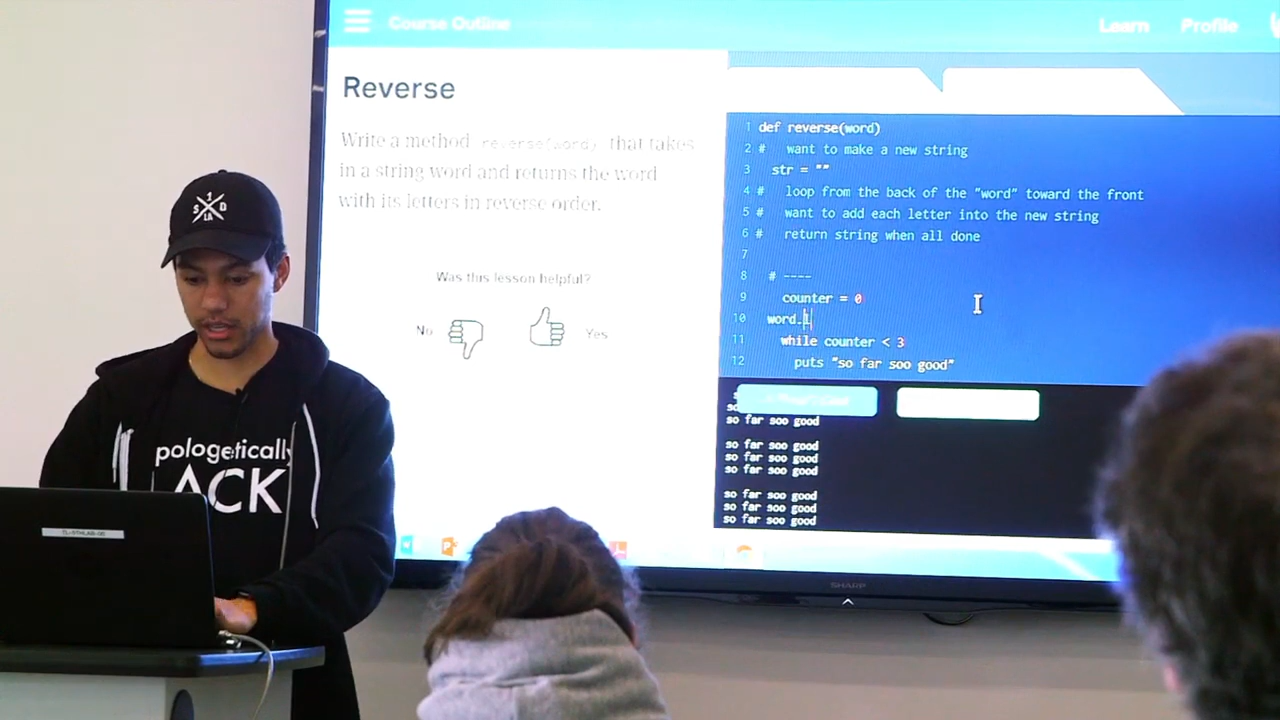 Course Outline
Learn
Profile
Reverse
Write a method reverse(word) that takes
in a string word and returns the word
with its letters in reverse order.
Was this lesson helpful?
No
Yes
1 def reverse(word)
2 # want to make a new string
3 str = ""
4 # loop from the back of the "word" toward the front
5 # want to add each letter into the new string
6 # return string when all done
7
8 # ----
9 counter = 0
10 word.l
11 while counter < 3
12 puts "so far soo good"
so far soo good
so far soo good
so far soo good
so far soo good
so far soo good
so far soo good
so far soo good
SHARP
1
S D
LA
pologetically
ACK